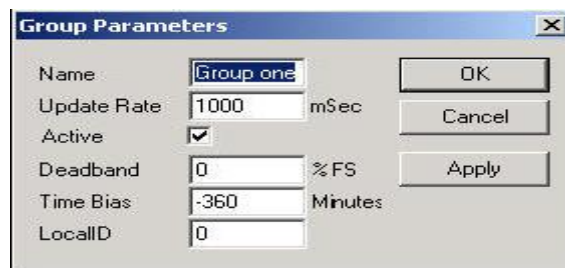 Group Parameters
Name Group one OK
Update Rate 1000 mSec
Cancel
Active
Deadband 0 %FS Apply
Time Bias -360 Minutes
LocalID 0